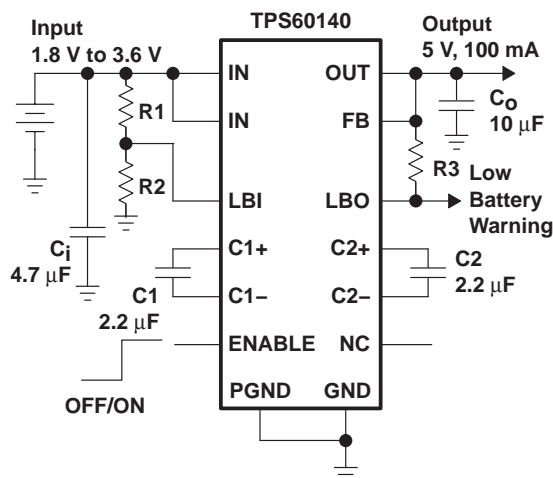 TPS60140
Input
1.8 V to 3.6 V
Output
5 V, 100 mA
IN
OUT
R1
IN
FB
Co
10 µF
R3
R2
LBI
LBO
Low
Battery
Warning
Ci
4.7 µF
C1+
C2+
C1
2.2 µF
C1−
C2−
C2
2.2 µF
ENABLE
NC
OFF/ON
PGND
GND